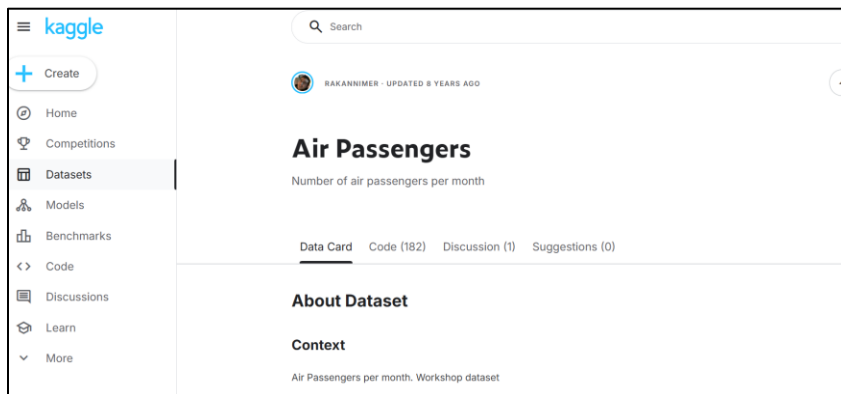 kaggle
Search
Create
RAKANNIMER · UPDATED 8 YEARS AGO
Home
Competitions
Air Passengers
Datasets
Number of air passengers per month
Models
Benchmarks
Data Card Code (182) Discussion (1) Suggestions (0)
Code
Discussions
About Dataset
Learn
Context
More
Air Passengers per month. Workshop dataset